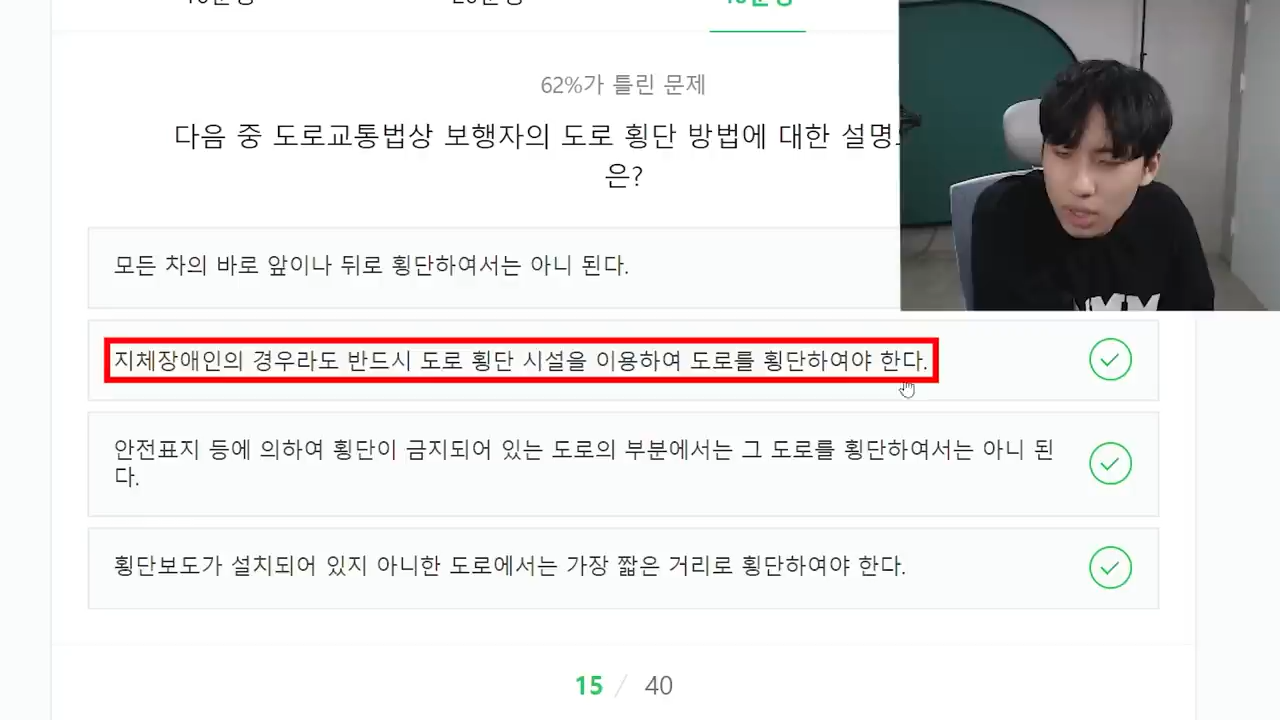 62%가 틀린 문제
다음 중 도로교통법상 보행자의 도로 횡단 방법에 대한
은?
모든 차의 바로 앞이나 뒤로 횡단하여서는 아니 된다.
지체장애인의 경우라도 반드시 도로 횡단 시설을 이용하여 도로를 횡단하여야 한다.
안전표지 등에 의하여 횡단이 금지되어 있는 도로의 부분에서는 그 도로를 횡단하여서는 아니 된
다.
횡단보도가 설치되어 있지 아니한 도로에서는 가장 짧은 거리로 횡단하여야 한다.
15 / 40